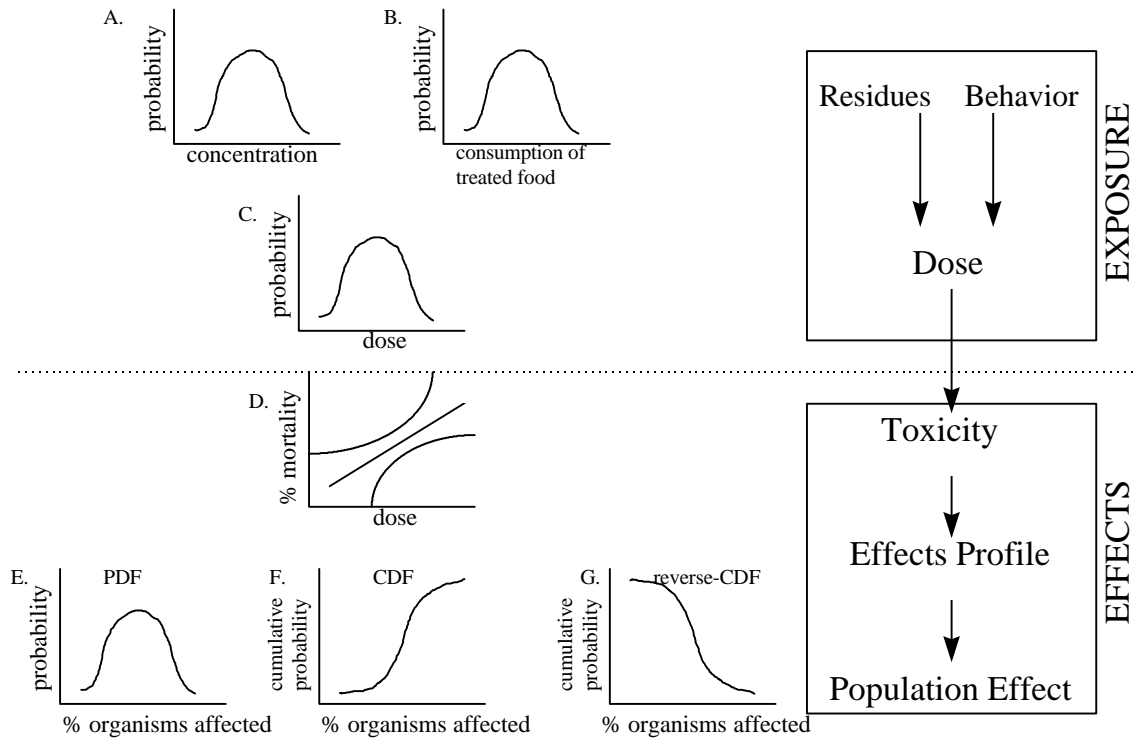 A.
probability
concentration
B.
probability
consumption of
treated food
C.
probability
dose
Residues Behavior
Dose
EXPOSURE
D.
% mortality
dose
Toxicity
Effects Profile
Population Effect
EFFECTS
E.
PDF
probability
% organisms affected
F.
CDF
cumulative
probability
% organisms affected
G.
reverse-CDF
cumulative
probability
% organisms affected